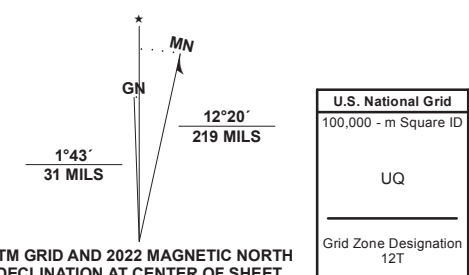 ★
MN
GN
12°20´
219 MILS
1°43´
31 MILS
TM GRID AND 2022 MAGNETIC NORTH
DECLINATION AT CENTER OF SHEET
U.S. National Grid
100,000 - m Square ID
UQ
Grid Zone Designation
12T